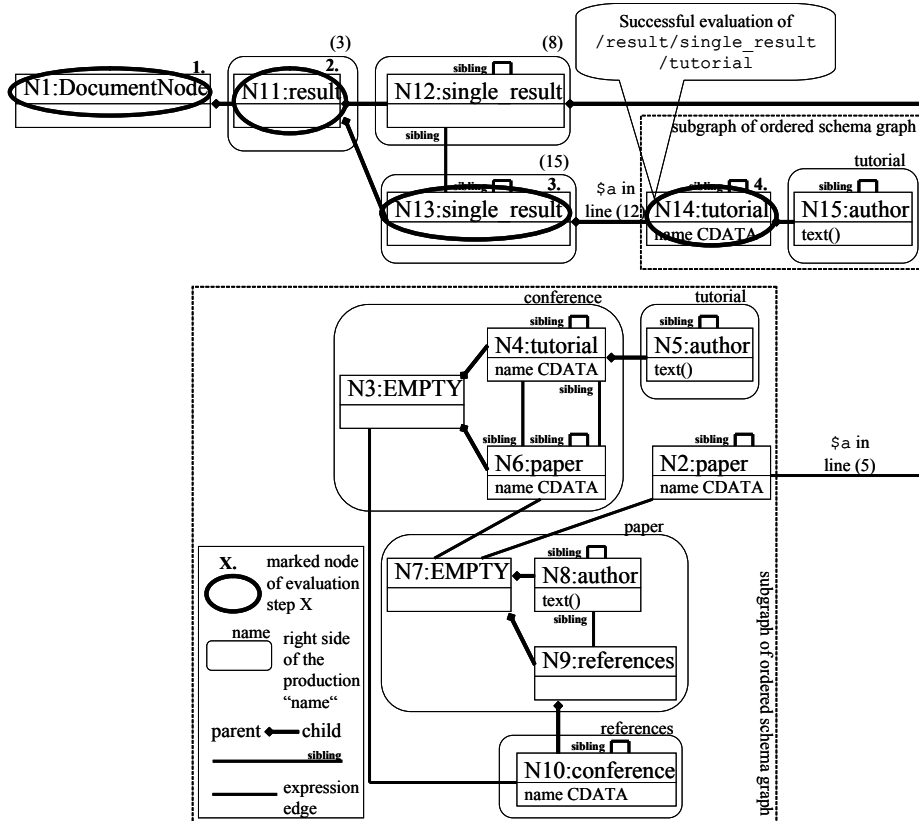 Successful evaluation of
/result/single_result
/tutorial
(3)
(8)
1.
2.
sibling
N1:DocumentNode
N11:result
N12:single_result
sibling
subgraph of ordered schema graph
(15)
tutorial
sibling
3.
$a in
line (12)
sibling
4.
sibling
N13:single_result
N14:tutorial
name CDATA
N15:author
text()
conference
tutorial
sibling
sibling
N4:tutorial
name CDATA
N5:author
text()
sibling
N3:EMPTY
sibling
sibling
sibling
N6:paper
name CDATA
N2:paper
name CDATA
$a in
line (5)
paper
sibling
N7:EMPTY
N8:author
text()
sibling
N9:references
references
sibling
N10:conference
name CDATA
subgraph of ordered schema graph
X.
marked node
of evaluation
step X
name
right side
of the
production
“name“
parent
child
sibling
expression
edge